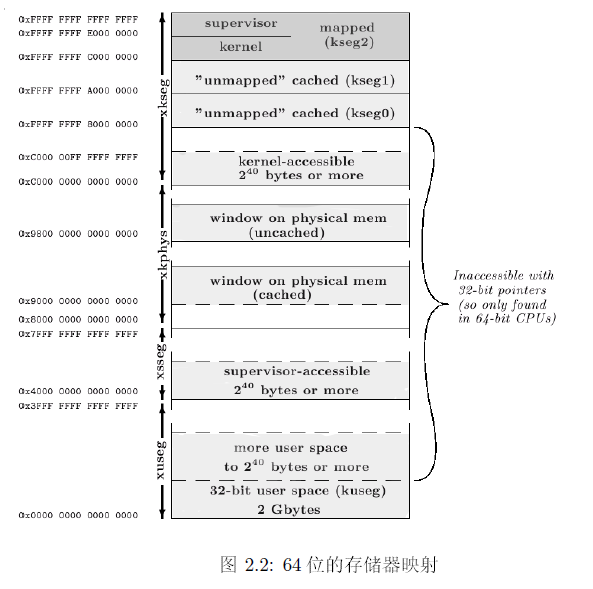 0xFFFF FFFF FFFF FFFF
0xFFFF FFFF E000 0000
0xFFFF FFFF C000 0000
0xFFFF FFFF A000 0000
0xFFFF FFFF 8000 0000
0xC000 00FF FFFF FFFF
0xC000 0000 0000 0000
0x9800 0000 0000 0000
0x9000 0000 0000 0000
0x8000 0000 0000 0000
0x7FFF FFFF FFFF FFFF
0x4000 0000 0000 0000
0x3FFF FFFF FFFF FFFF
0x0000 0000 0000 0000
xkseg
xkphys
xsseg
xuseg
supervisor
kernel
mapped
(kseg2)
"unmapped" cached (kseg1)
"unmapped" cached (kseg0)
kernel-accessible
2^40 bytes or more
window on physical mem
(uncached)
window on physical mem
(cached)
supervisor-accessible
2^40 bytes or more
more user space
to 2^40 bytes or more
32-bit user space (kuseg)
2 Gbytes
Inaccessible with
32-bit pointers
(so only found
in 64-bit CPUs)
图 2.2: 64 位的存储器映射